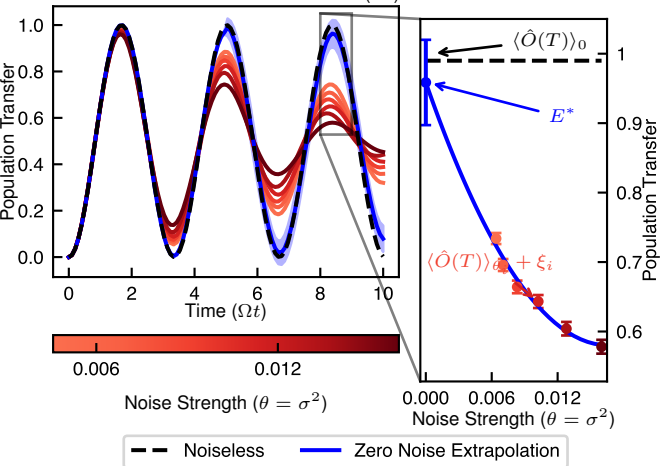 1.0
0.8
0.6
0.4
0.2
0.0
Population Transfer
0 2 4 6 8 10
Time (Ωt)
0.006 0.012
Noise Strength (θ = σ²)
⟨Ô(T)⟩₀
E*
⟨Ô(T)⟩θ + ξᵢ
1
0.9
0.8
0.7
0.6
Population Transfer
0.000 0.006 0.012
Noise Strength (θ = σ²)
Noiseless Zero Noise Extrapolation